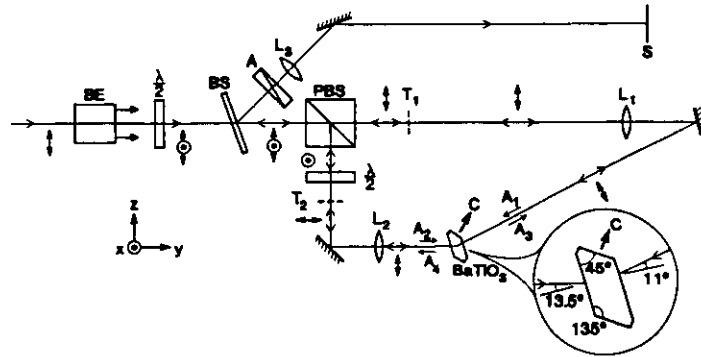 L₃
S
A
BE
λ/2
BS
PBS
T₁
L₁
λ/2
T₂
z
x
y
L₂
A₁
A₃
A₂
A₄
C
BaTiO₃
C
45°
11°
13.5°
135°